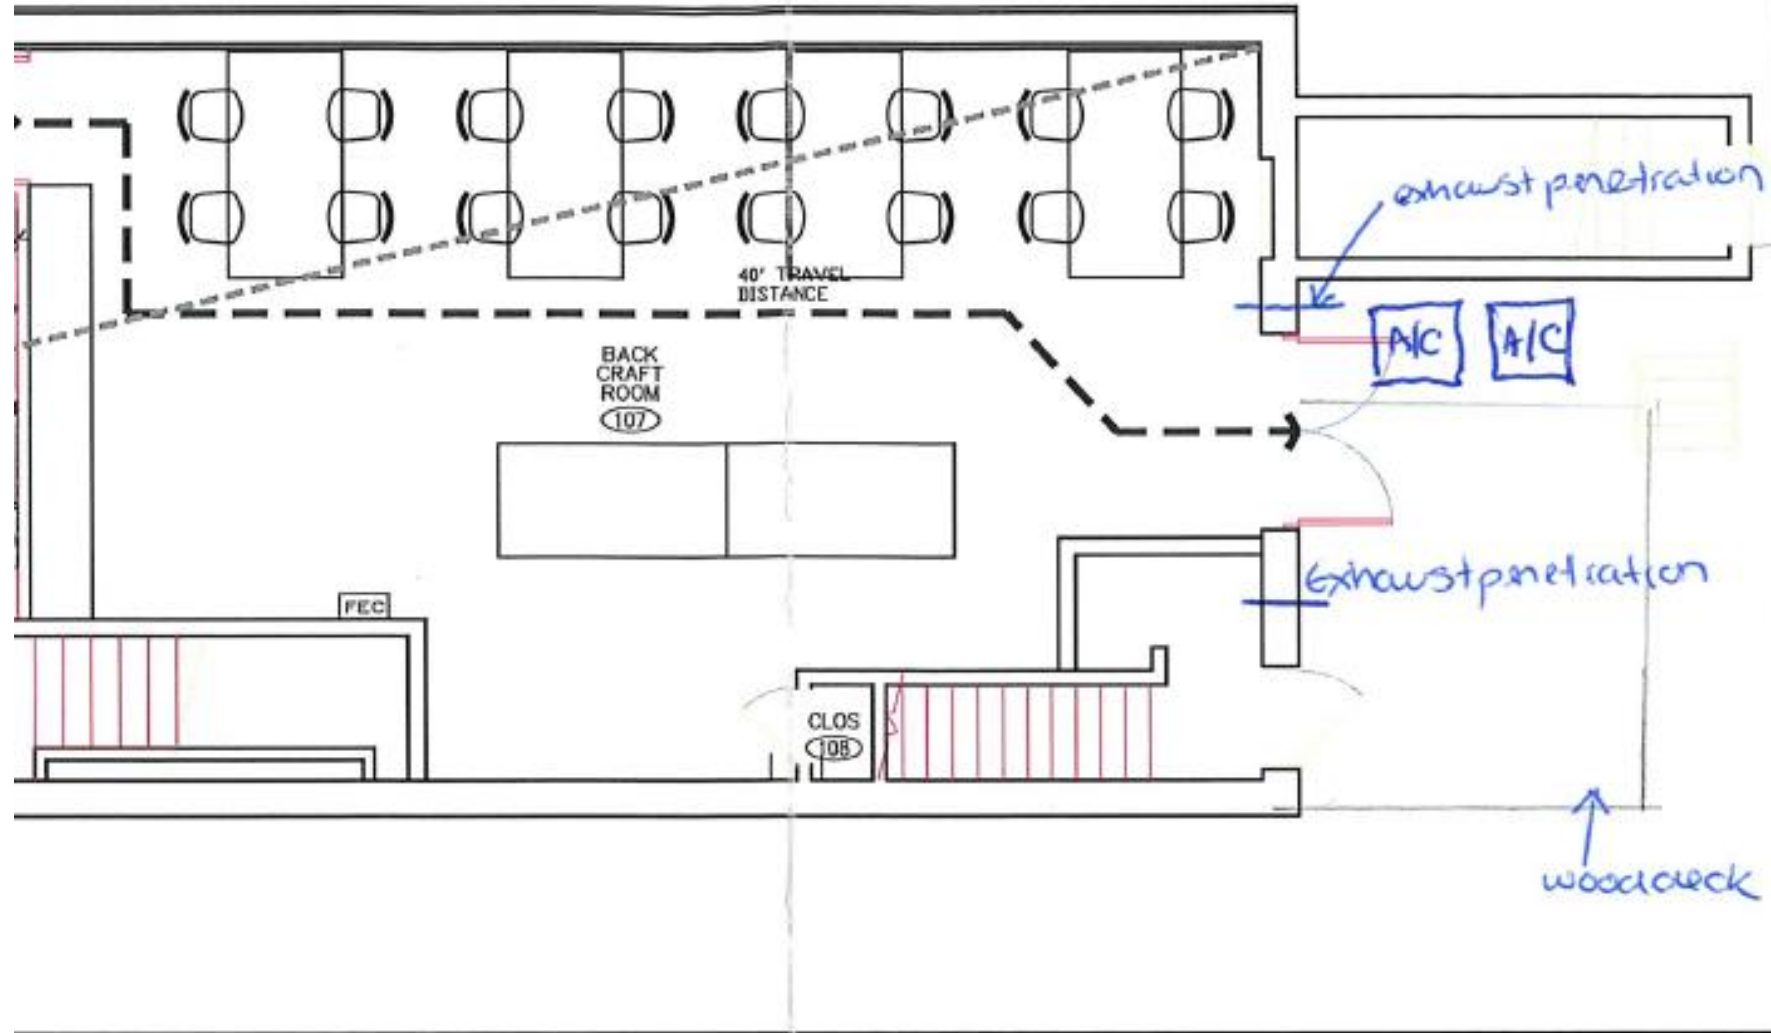 exhaust penetration
40' TRAVEL
DISTANCE
A/C A/C
BACK
CRAFT
ROOM
107
Exhaust penetration
FEC
CLOS
108
wood deck